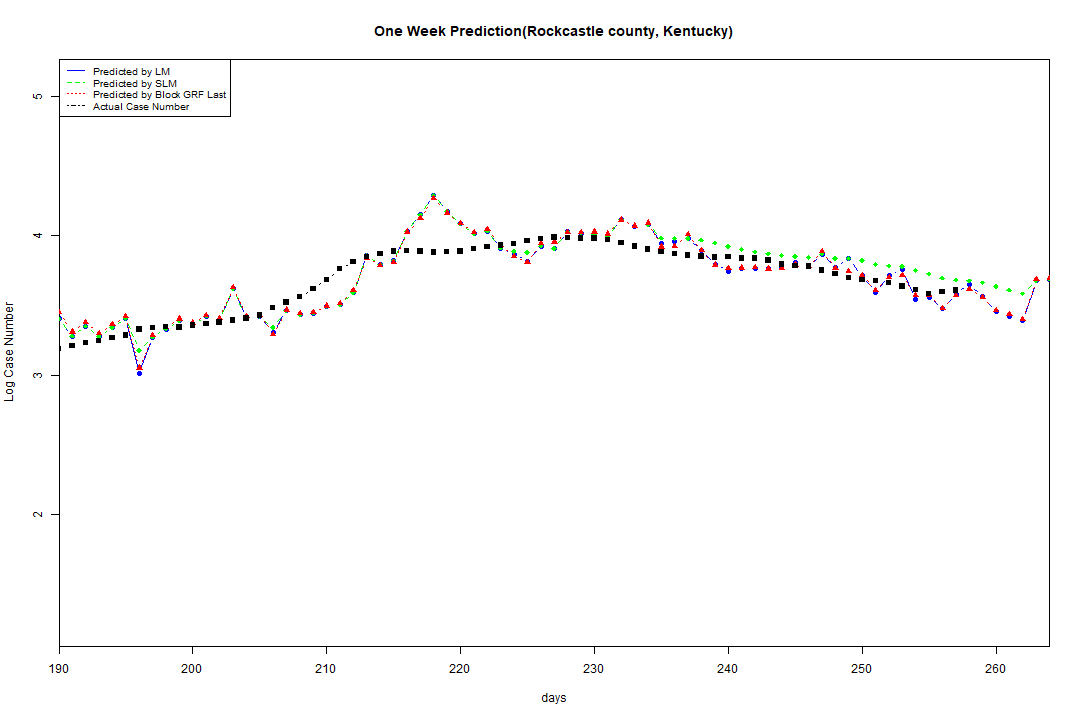 One Week Prediction(Rockcastle county, Kentucky)
Predicted by LM
Predicted by SLM
Predicted by Block GRF Last
Actual Case Number
5
4
3
2
Log Case Number
190 200 210 220 230 240 250 260
days